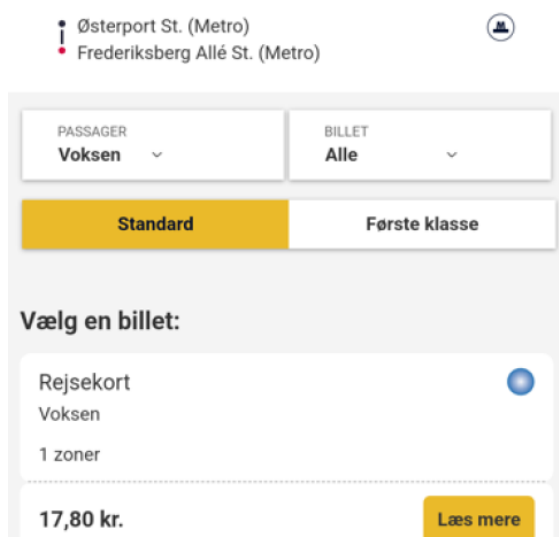 Østerport St. (Metro)
Frederiksberg Allé St. (Metro)
PASSAGER
Voksen
BILLET
Alle
Standard
Første klasse
Vælg en billet:
Rejsekort
Voksen
1 zoner
17,80 kr.
Læs mere